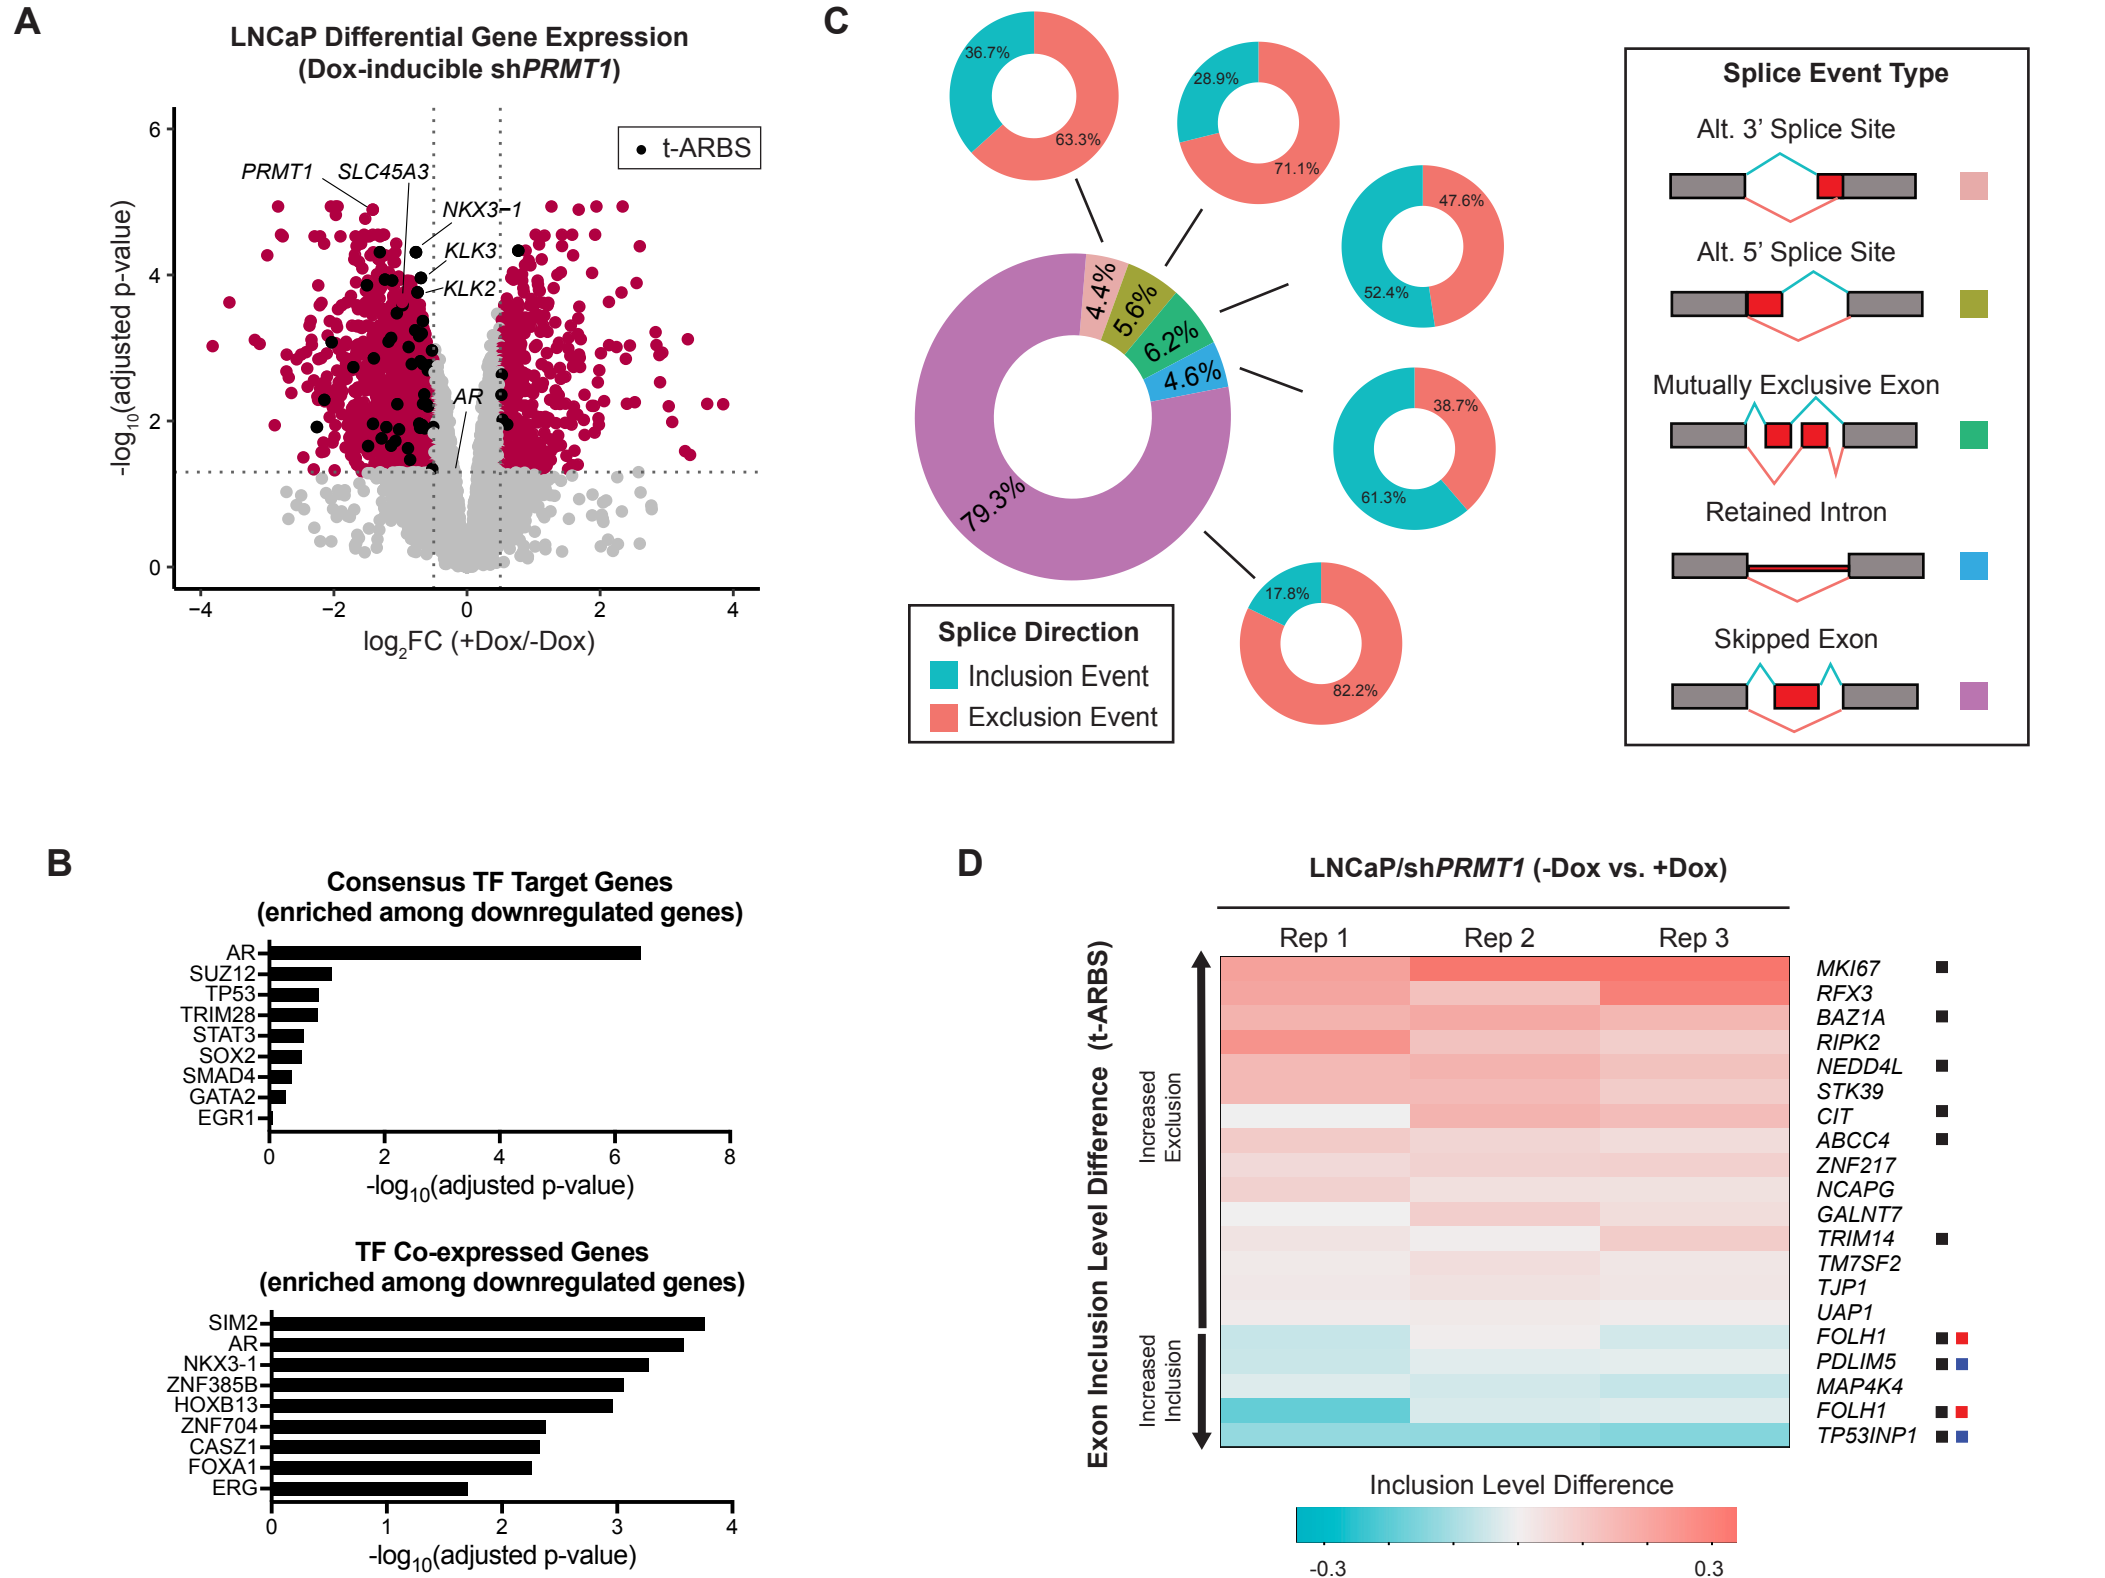 A
LNCaP Differential Gene Expression
(Dox-inducible shPRMT1)
t-ARBS
PRMT1
SLC45A3
NKX3−1
KLK3
KLK2
AR
6
4
2
0
−4
−2
0
2
4
-log10(adjusted p-value)
log2FC (+Dox/-Dox)
B
Consensus TF Target Genes
(enriched among downregulated genes)
AR
SUZ12
TP53
TRIM28
STAT3
SOX2
SMAD4
GATA2
EGR1
0
2
4
6
8
-log10(adjusted p-value)
TF Co-expressed Genes
(enriched among downregulated genes)
SIM2
AR
NKX3-1
ZNF385B
HOXB13
ZNF704
CASZ1
FOXA1
ERG
0
1
2
3
4
-log10(adjusted p-value)
C
36.7%
63.3%
28.9%
71.1%
47.6%
52.4%
38.7%
61.3%
17.8%
82.2%
4.4%
5.6%
6.2%
4.6%
79.3%
Splice Direction
Inclusion Event
Exclusion Event
Splice Event Type
Alt. 3’ Splice Site
Alt. 5’ Splice Site
Mutually Exclusive Exon
Retained Intron
Skipped Exon
D
LNCaP/shPRMT1 (-Dox vs. +Dox)
Rep 1
Rep 2
Rep 3
Exon Inclusion Level Difference (t-ARBS)
Increased
Exclusion
Increased
Inclusion
MKI67
RFX3
BAZ1A
RIPK2
NEDD4L
STK39
CIT
ABCC4
ZNF217
NCAPG
GALNT7
TRIM14
TM7SF2
TJP1
UAP1
FOLH1
PDLIM5
MAP4K4
FOLH1
TP53INP1
Inclusion Level Difference
-0.3
0.3